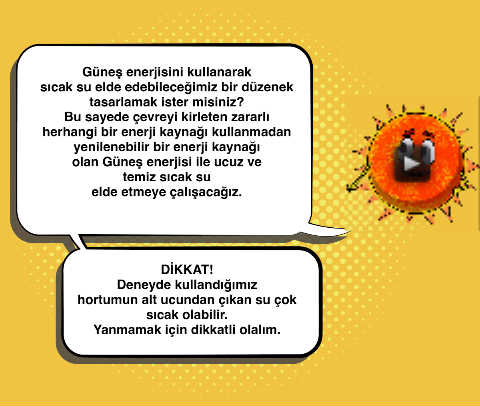 Güneş enerjisini kullanarak
sıcak su elde edebileceğimiz bir düzenek
tasarlamak ister misiniz?
Bu sayede çevreyi kirleten zararlı
herhangi bir enerji kaynağı kullanmadan
yenilenebilir bir enerji kaynağı
olan Güneş enerjisi ile ucuz ve
temiz sıcak su
elde etmeye çalışacağız.
DİKKAT!
Deneyde kullandığımız
hortumun alt ucundan çıkan su çok
sıcak olabilir.
Yanmamak için dikkatli olalım.